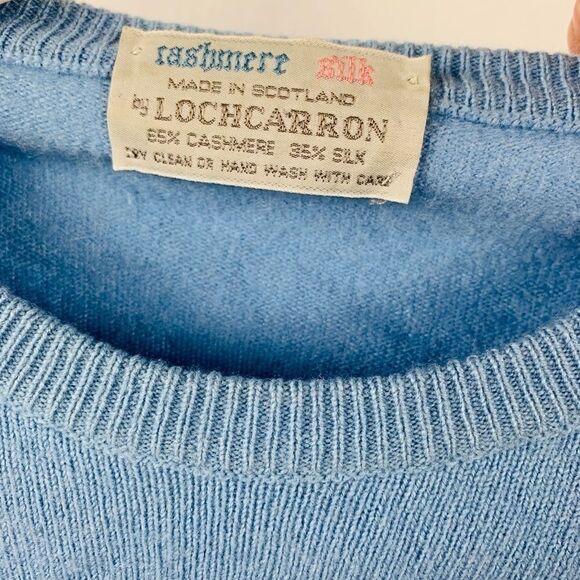 cashmere silk
MADE IN SCOTLAND
by LOCHCARRON
65% CASHMERE 35% SILK
DRY CLEAN OR HAND WASH WITH CARE